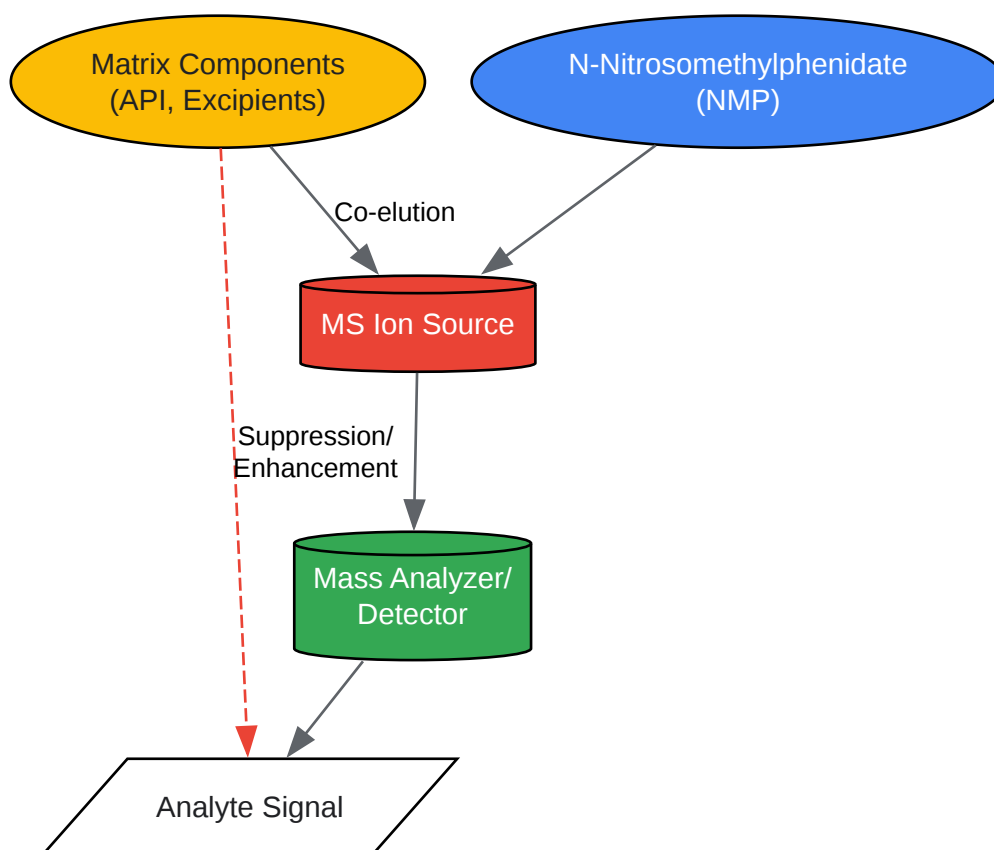 Matrix Components
(API, Excipients)
N-Nitrosomethylphenidate
(NMP)
Co-elution
MS Ion Source
Suppression/
Enhancement
Mass Analyzer/
Detector
Analyte Signal